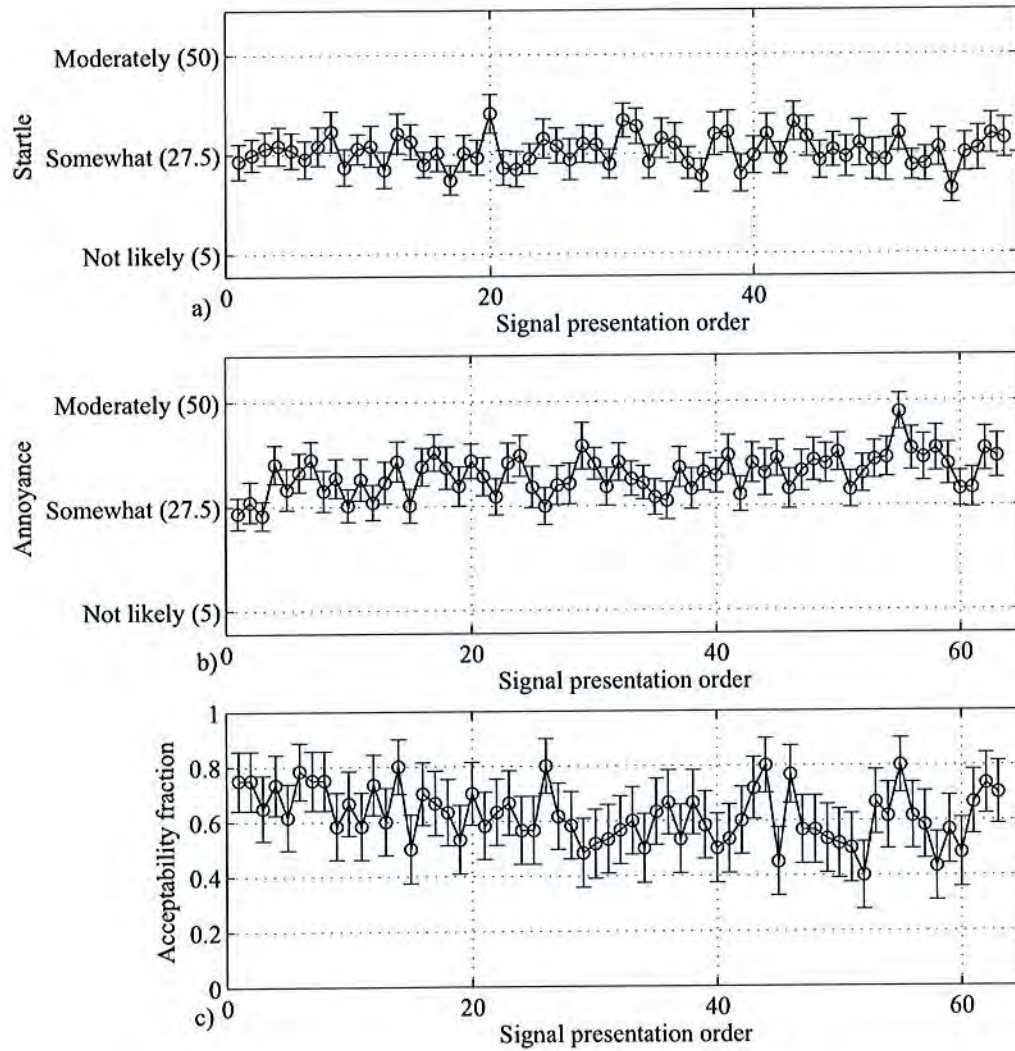 Moderately (50)
Somewhat (27.5)
Not likely (5)
Startle
0
20
40
a)
Signal presentation order
Moderately (50)
Somewhat (27.5)
Not likely (5)
Annoyance
0
20
40
60
b)
Signal presentation order
1
0.8
0.6
0.4
0.2
0
Acceptability fraction
0
20
40
60
c)
Signal presentation order